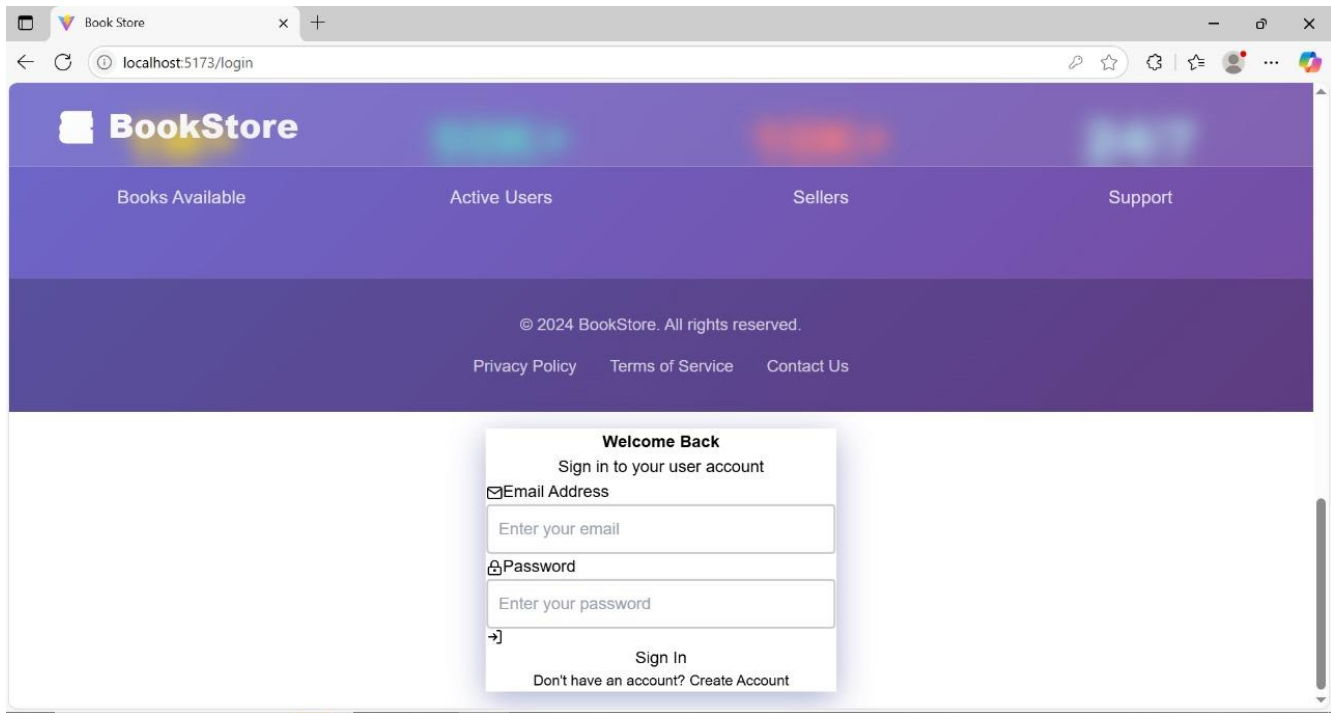 Book Store
localhost:5173/login
BookStore
Books Available Active Users Sellers Support
© 2024 BookStore. All rights reserved.
Privacy Policy Terms of Service Contact Us
Welcome Back
Sign in to your user account
Email Address
Enter your email
Password
Enter your password
Sign In
Don't have an account? Create Account